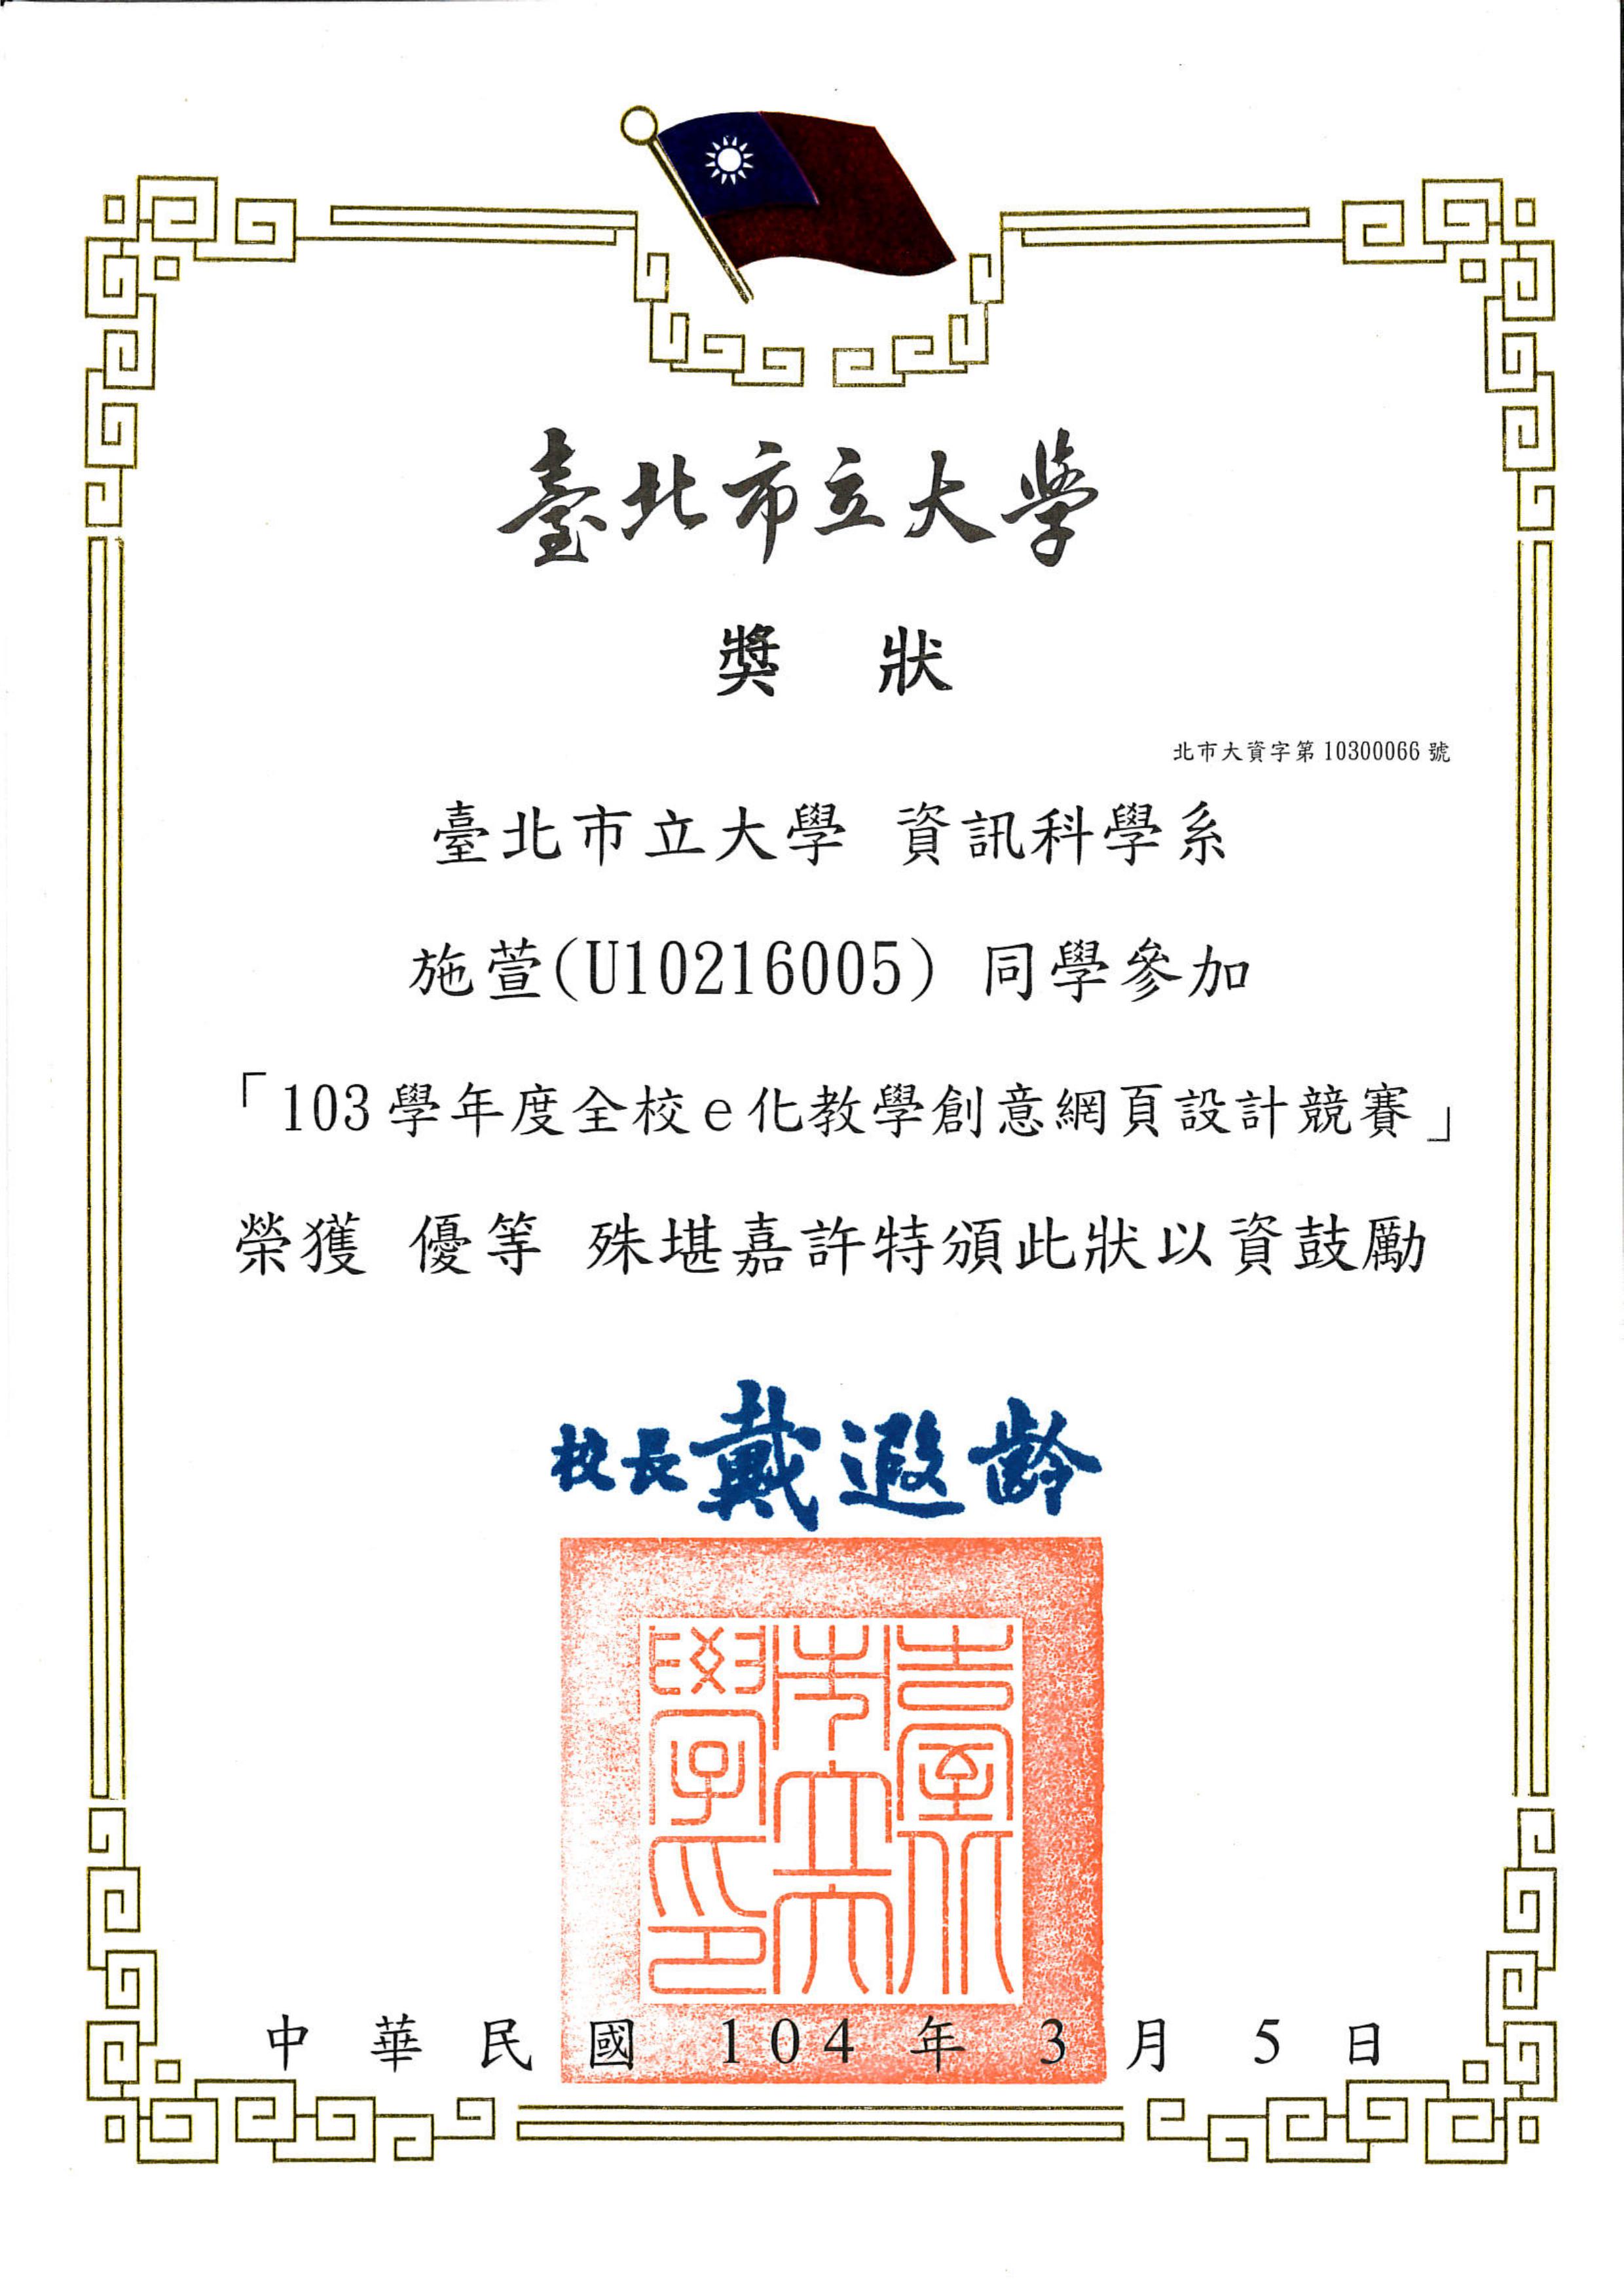 臺北市立大學
獎 狀
北市大資字第 10300066 號
臺北市立大學 資訊科學系
施萱(U10216005) 同學參加
「103 學年度全校 e 化教學創意網頁設計競賽」
榮獲 優等 殊堪嘉許特頒此狀以資鼓勵
校長戴遐齡
臺北市立大學印
中 華 民 國 104 年 3 月 5 日